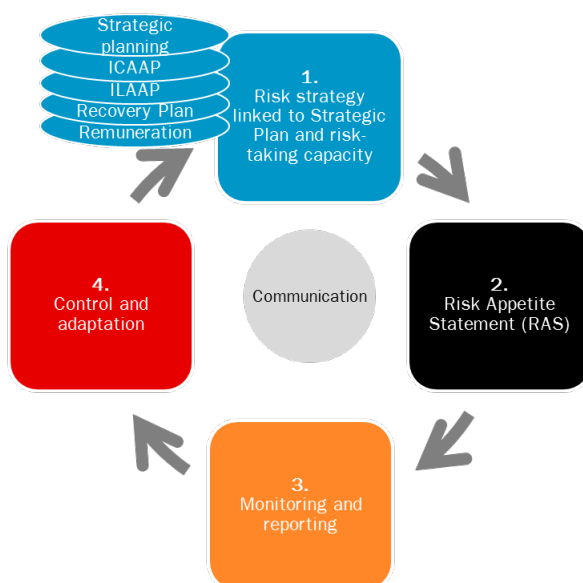 Strategic
planning
ICAAP
ILAAP
Recovery Plan
Remuneration
1.
Risk strategy
linked to Strategic
Plan and risk-
taking capacity
4.
Control and
adaptation
Communication
2.
Risk Appetite
Statement (RAS)
3.
Monitoring and
reporting